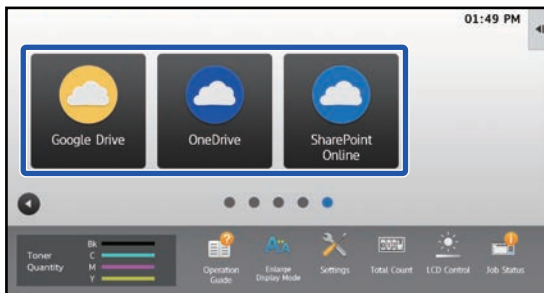 01:49 PM
Google Drive
OneDrive
SharePoint
Online
Toner
Quantity
Bk
C
M
Y
Operation
Guide
Enlarge
Display Mode
Settings
Total Count
LCD Control
Job Status